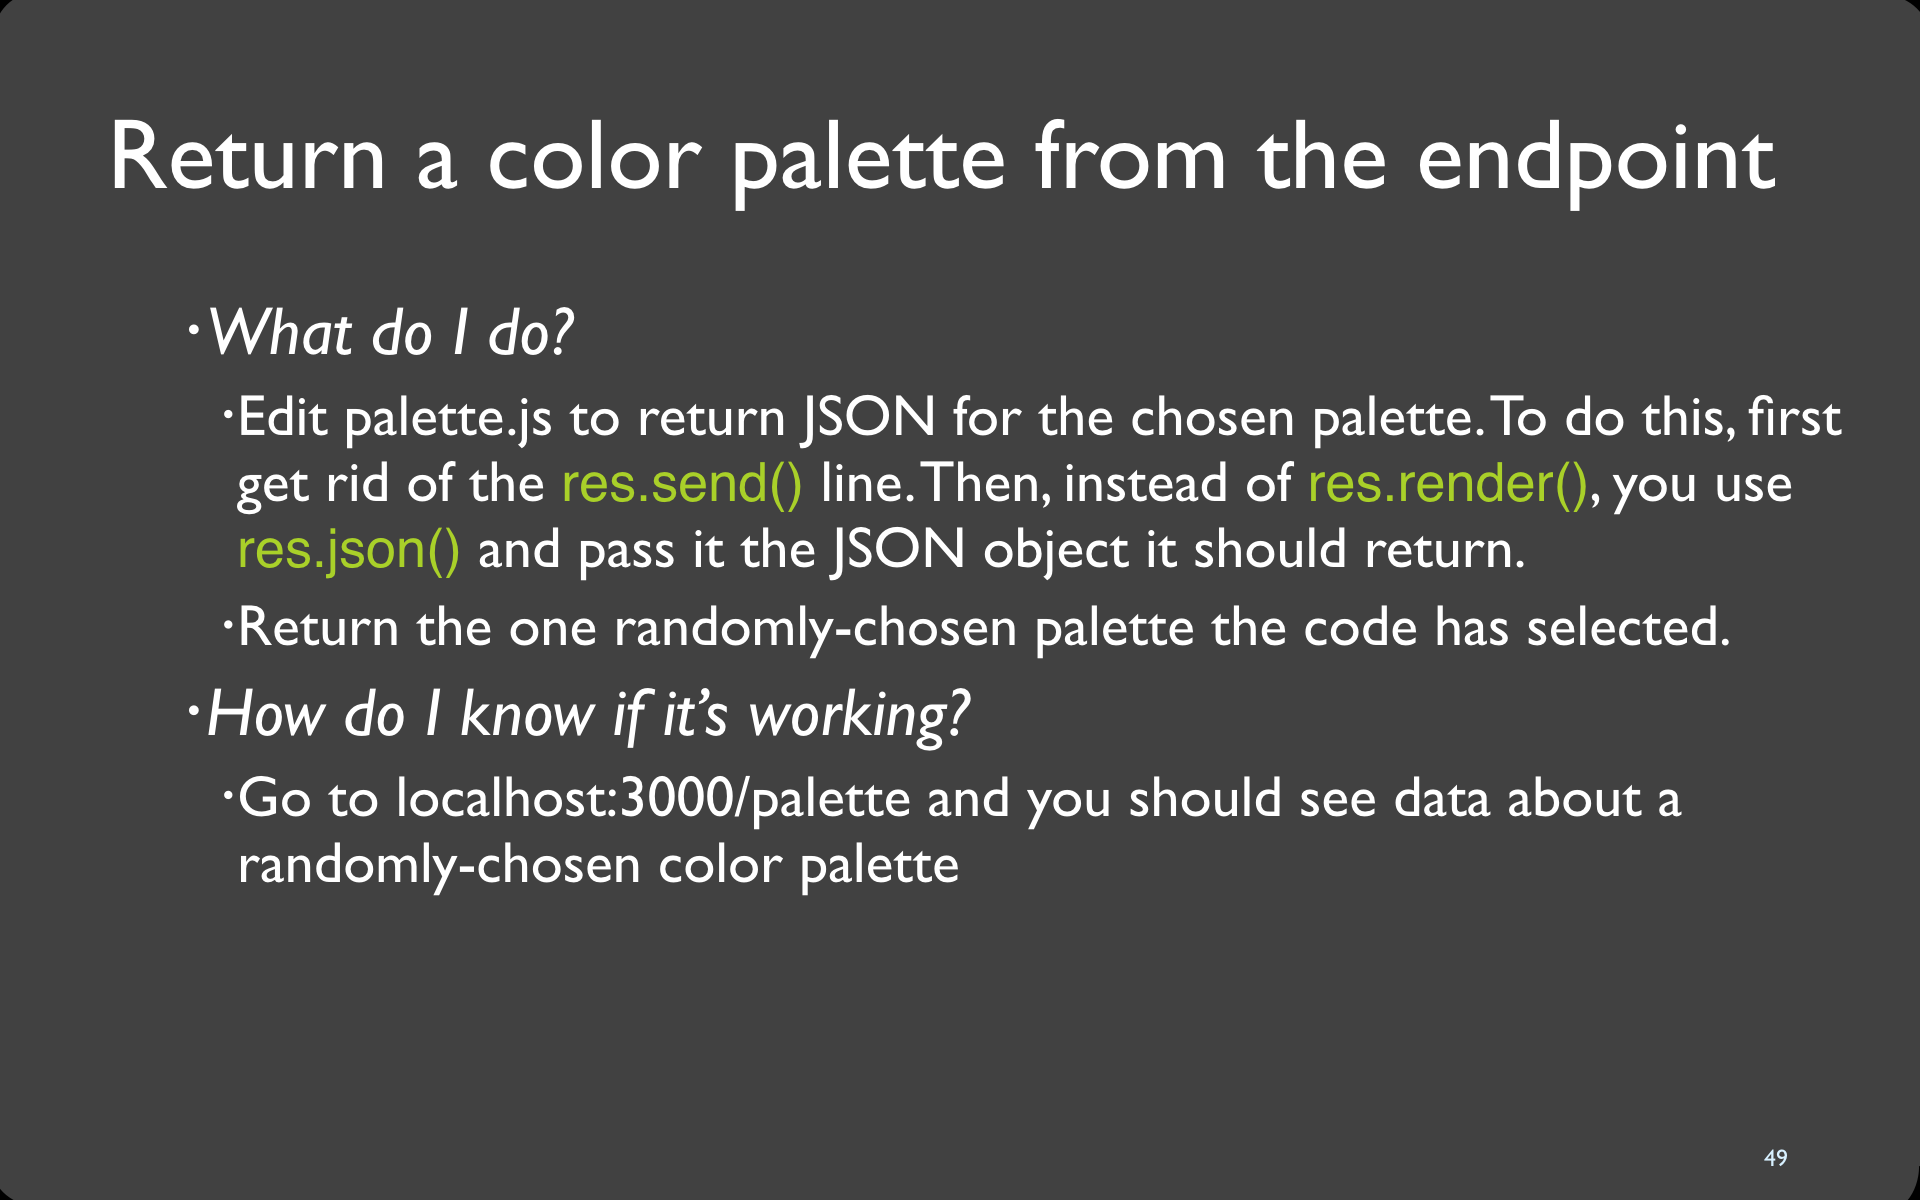 Return a color palette from the endpoint
•What do I do?
•Edit palette.js to return JSON for the chosen palette. To do this, first
get rid of the res.send() line. Then, instead of res.render(), you use
res.json() and pass it the JSON object it should return.
•Return the one randomly-chosen palette the code has selected.
•How do I know if it’s working?
•Go to localhost:3000/palette and you should see data about a
randomly-chosen color palette
49